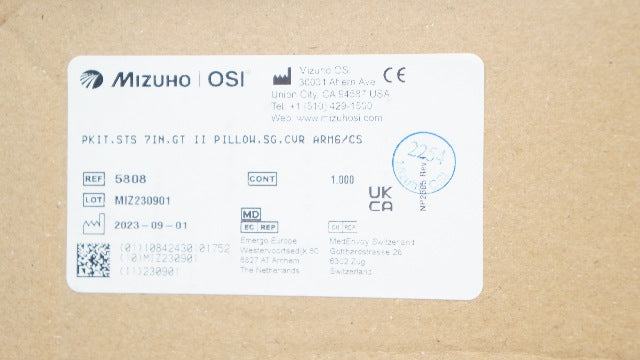 MIZUHO | OSI®
Mizuho OSI
30031 Ahern Ave
Union City, CA 94587 USA
Tel. +1 (510) 429-1500
Web: www.mizuhosi.com
CE
PKIT.STS 7IN.GT II PILLOW.SG.CVR ARM6/CS
REF 5808
CONT 1.000
LOT MIZ230901
2023-09-01
MD
EC REP
UK
CA
CH REP
2254
Emergo Europe
Westervoortsedijk 60
6827 AT Arnhem
The Netherlands
MedEnvoy Switzerland
Gotthardstrasse 28
6302 Zug
Switzerland
(01)10842430101752
(10)MIZ230901
(11)230901